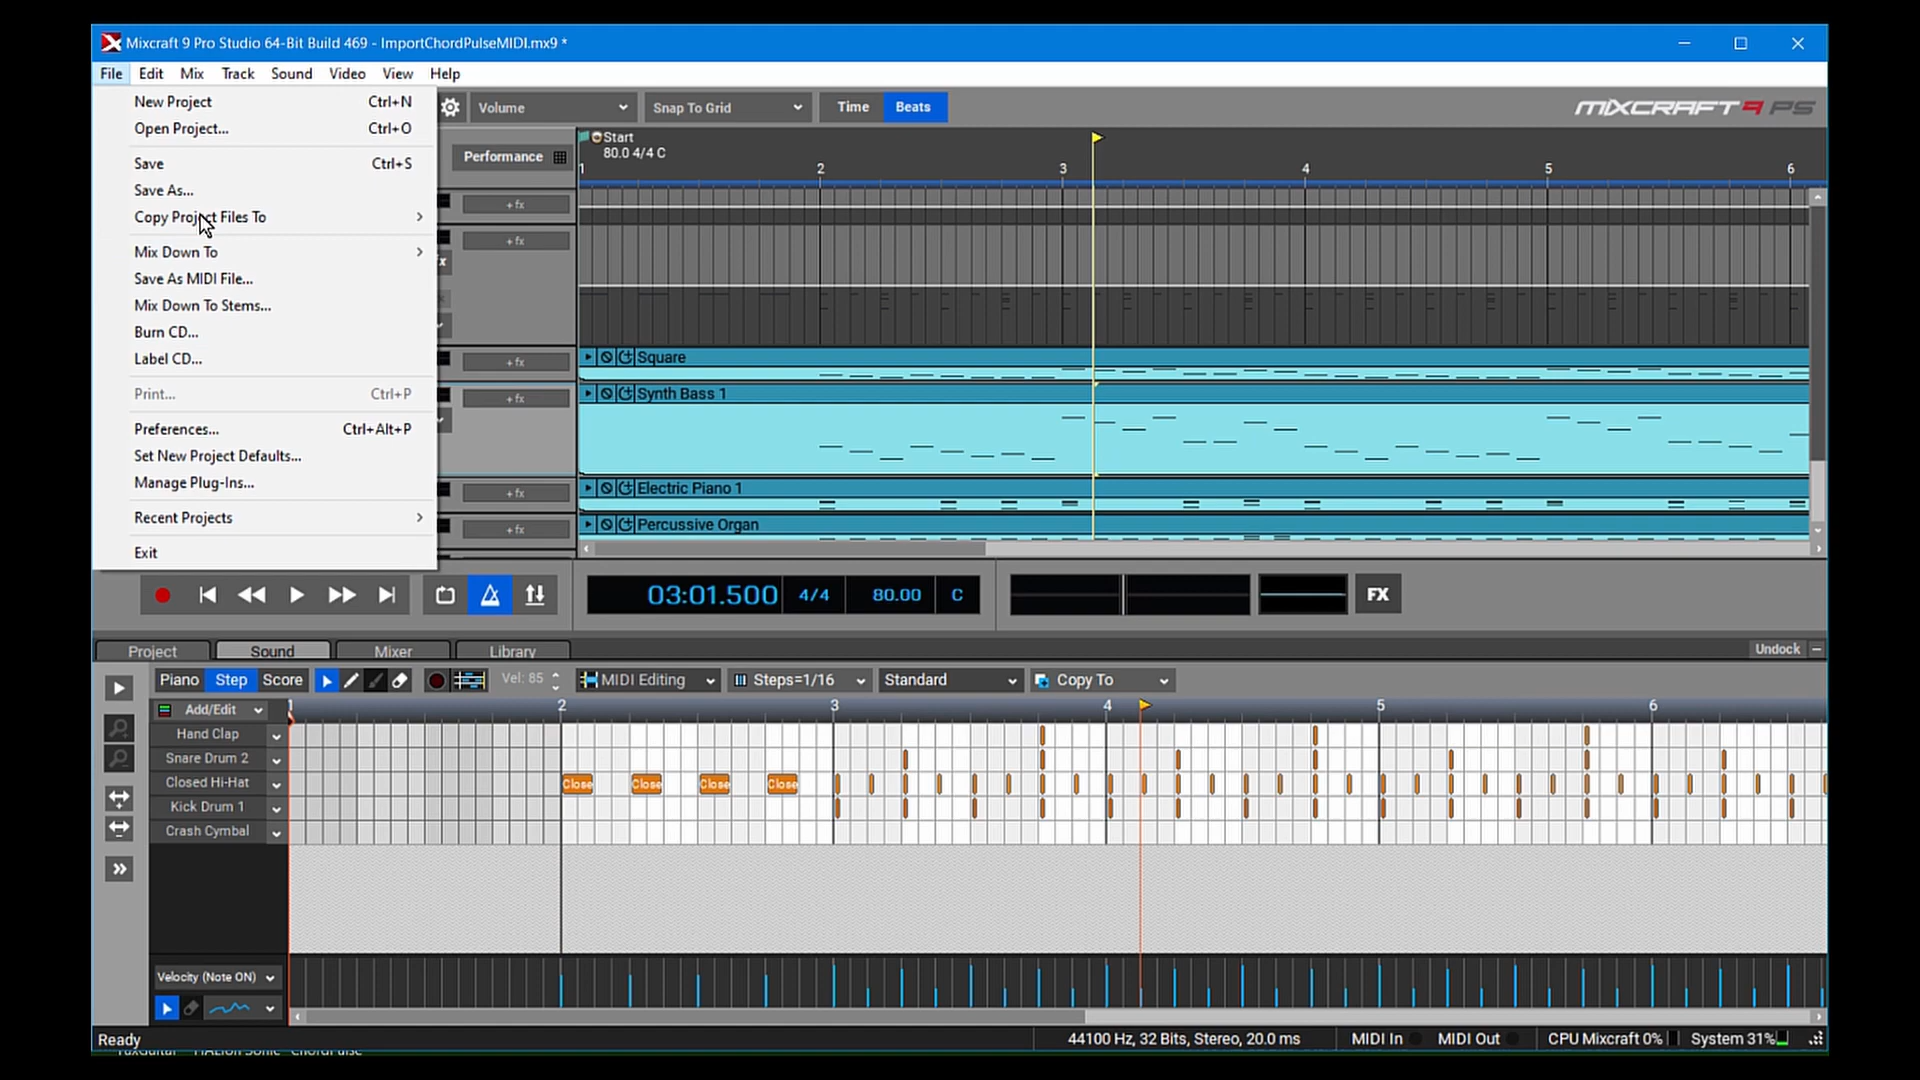 Mixcraft 9 Pro Studio 64-Bit Build 469 - ImportChordPulseMIDI.mx9 *
File Edit Mix Track Sound Video View Help
New Project Ctrl+N
Open Project... Ctrl+O
Save Ctrl+S
Save As...
Copy Project Files To
Mix Down To
Save As MIDI File...
Mix Down To Stems...
Burn CD...
Label CD...
Print... Ctrl+P
Preferences... Ctrl+Alt+P
Set New Project Defaults...
Manage Plug-Ins...
Recent Projects
Exit
Volume Snap To Grid Time Beats MIXCRAFT 9 PS
Performance
Start
80.0 4/4 C
1 2 3 4 5 6
+fx
+fx
fx
+fx Square
+fx Synth Bass 1
+fx Electric Piano 1
+fx Percussive Organ
03:01.500 4/4 80.00 C FX
Project Sound Mixer Library Undock
Piano Step Score Vel: 85 MIDI Editing Steps=1/16 Standard Copy To
Add/Edit 1 2 3 4 5 6
Hand Clap
Snare Drum 2
Closed Hi-Hat Close Close Close Close
Kick Drum 1
Crash Cymbal
Velocity (Note ON)
Ready 44100 Hz, 32 Bits, Stereo, 20.0 ms MIDI In MIDI Out CPU Mixcraft 0% System 31%